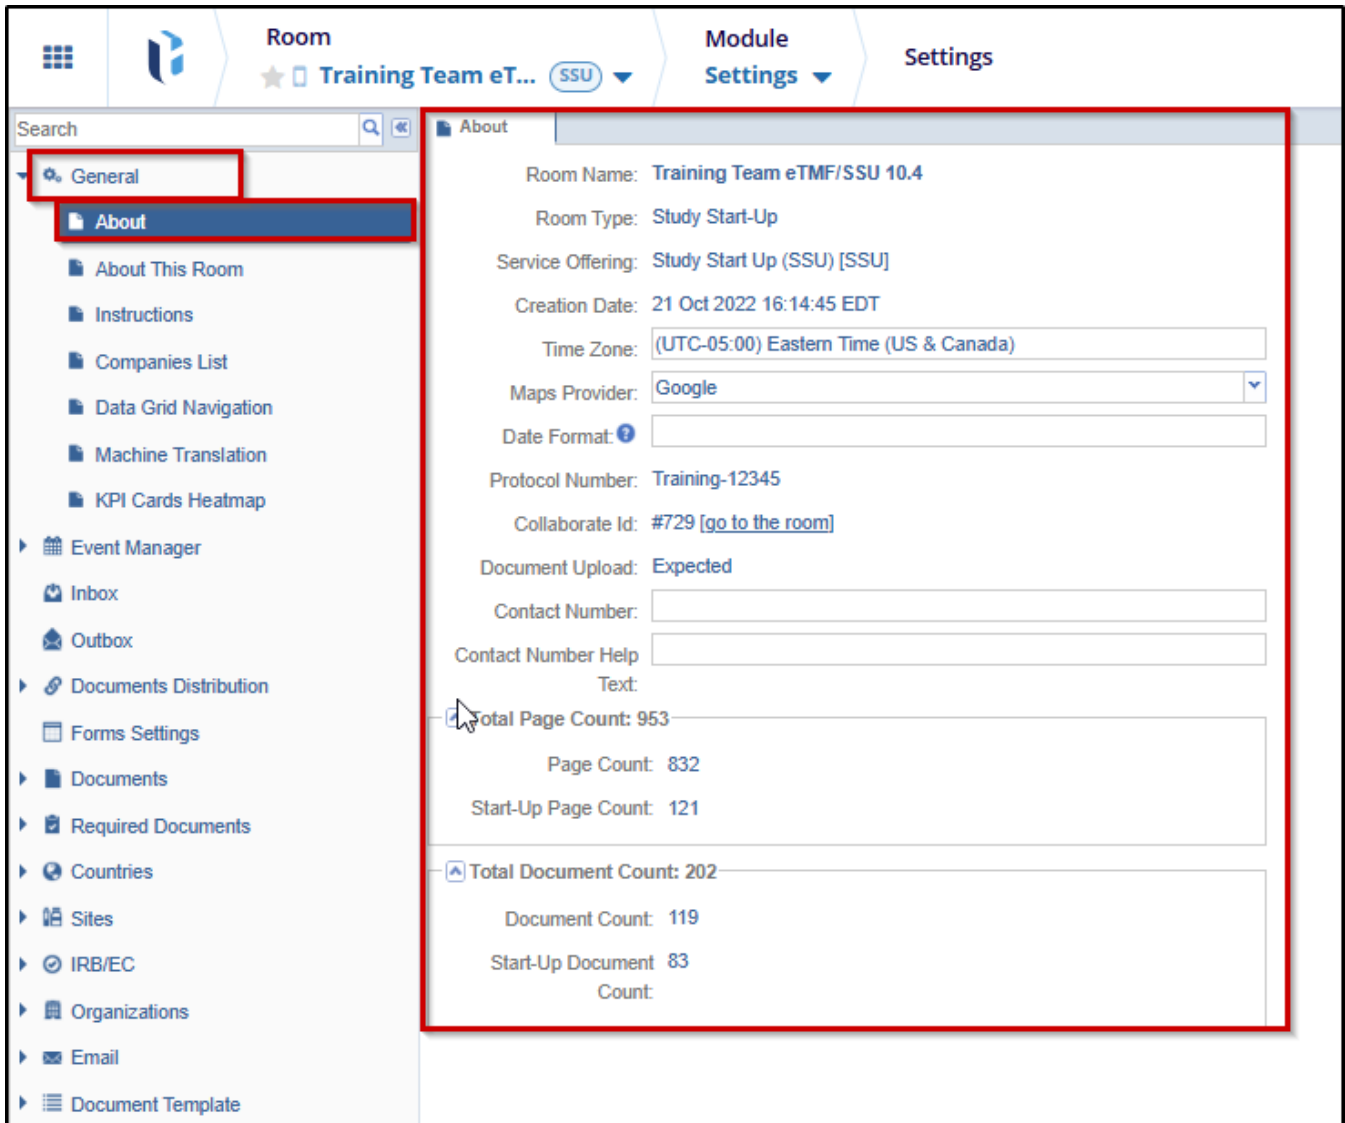 Room
Training Team eT... SSU
Module
Settings
Settings
Search
General
About
About This Room
Instructions
Companies List
Data Grid Navigation
Machine Translation
KPI Cards Heatmap
Event Manager
Inbox
Outbox
Documents Distribution
Forms Settings
Documents
Required Documents
Countries
Sites
IRB/EC
Organizations
Email
Document Template
About
Room Name: Training Team eTMF/SSU 10.4
Room Type: Study Start-Up
Service Offering: Study Start Up (SSU) [SSU]
Creation Date: 21 Oct 2022 16:14:45 EDT
Time Zone: (UTC-05:00) Eastern Time (US & Canada)
Maps Provider: Google
Date Format: ?
Protocol Number: Training-12345
Collaborate Id: #729 [go to the room]
Document Upload: Expected
Contact Number:
Contact Number Help
Text:
Total Page Count: 953
Page Count: 832
Start-Up Page Count: 121
Total Document Count: 202
Document Count: 119
Start-Up Document 83
Count: